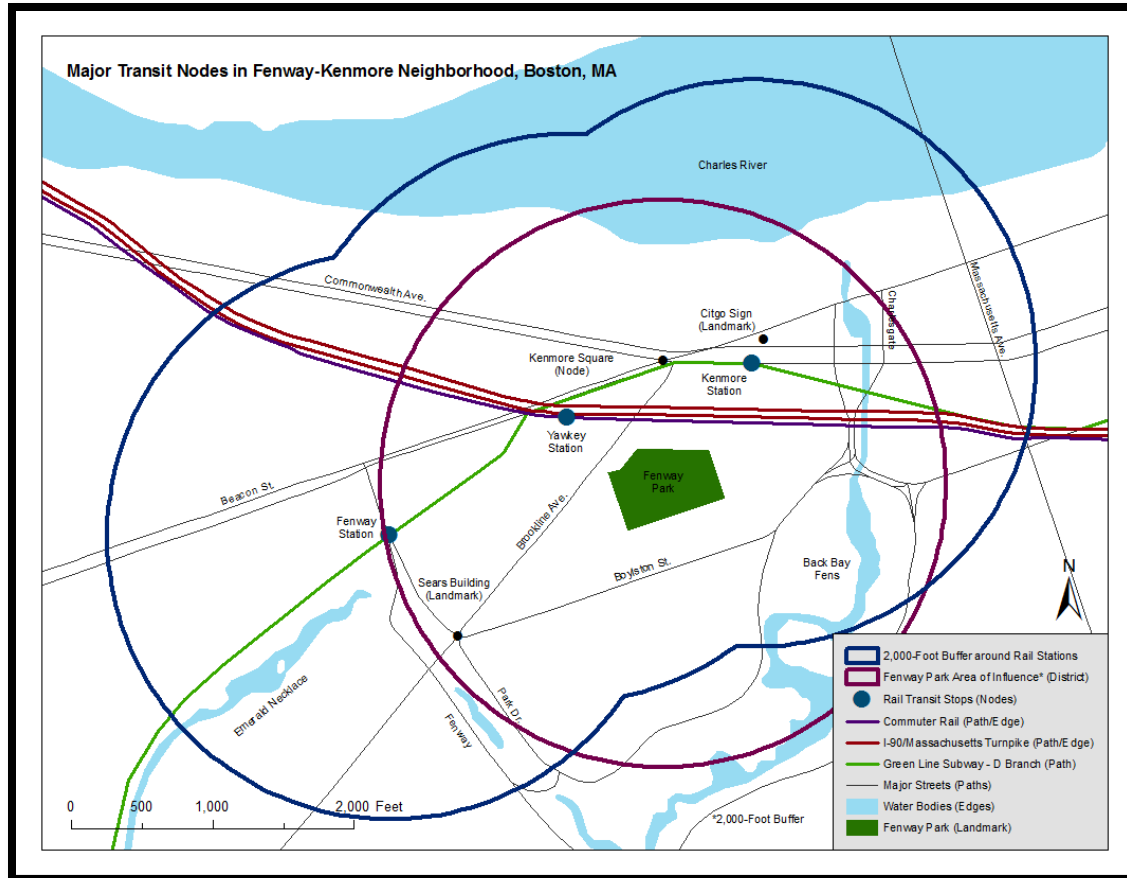 Major Transit Nodes in Fenway-Kenmore Neighborhood, Boston, MA
Charles River
Commonwealth Ave.
Massachusetts Ave.
Charlesgate
Citgo Sign
(Landmark)
Kenmore Square
(Node)
Kenmore
Station
Yawkey
Station
Fenway
Park
Beacon St.
Brookline Ave.
Fenway
Station
Boylston St.
Back Bay
Fens
Sears Building
(Landmark)
N
Emerald Necklace
Park Dr.
Fenway
2,000-Foot Buffer around Rail Stations
Fenway Park Area of Influence* (District)
Rail Transit Stops (Nodes)
Commuter Rail (Path/Edge)
I-90/Massachusetts Turnpike (Path/Edge)
Green Line Subway - D Branch (Path)
Major Streets (Paths)
Water Bodies (Edges)
Fenway Park (Landmark)
0 500 1,000 2,000 Feet
*2,000-Foot Buffer